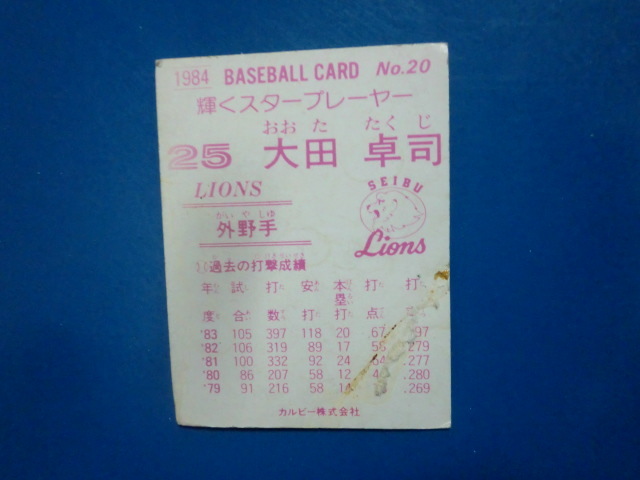 1984 BASEBALL CARD No.20
輝くスタープレーヤー
おおた たくじ
25 大田 卓司
LIONS
SEIBU
Lions
がいやしゆ
外野手
過去の打撃成績
年 試 打 安 本塁 打 打 打
度 合 数 打 打 点
'83 105 397 118 20 67 97
'82 106 319 89 17 .279
'81 100 332 92 24 .277
'80 86 207 58 12 .280
'79 91 216 58 .269
カルビー株式会社